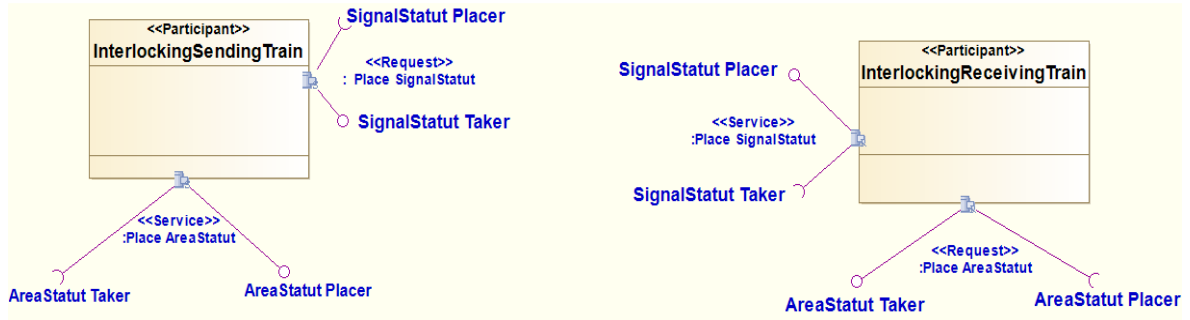 <<Participant>>
InterlockingSendingTrain
SignalStatut Placer
<<Request>>
: Place SignalStatut
SignalStatut Taker
<<Service>>
:Place AreaStatut
AreaStatut Taker
AreaStatut Placer
<<Participant>>
InterlockingReceivingTrain
SignalStatut Placer
<<Service>>
:Place SignalStatut
SignalStatut Taker
<<Request>>
:Place AreaStatut
AreaStatut Taker
AreaStatut Placer